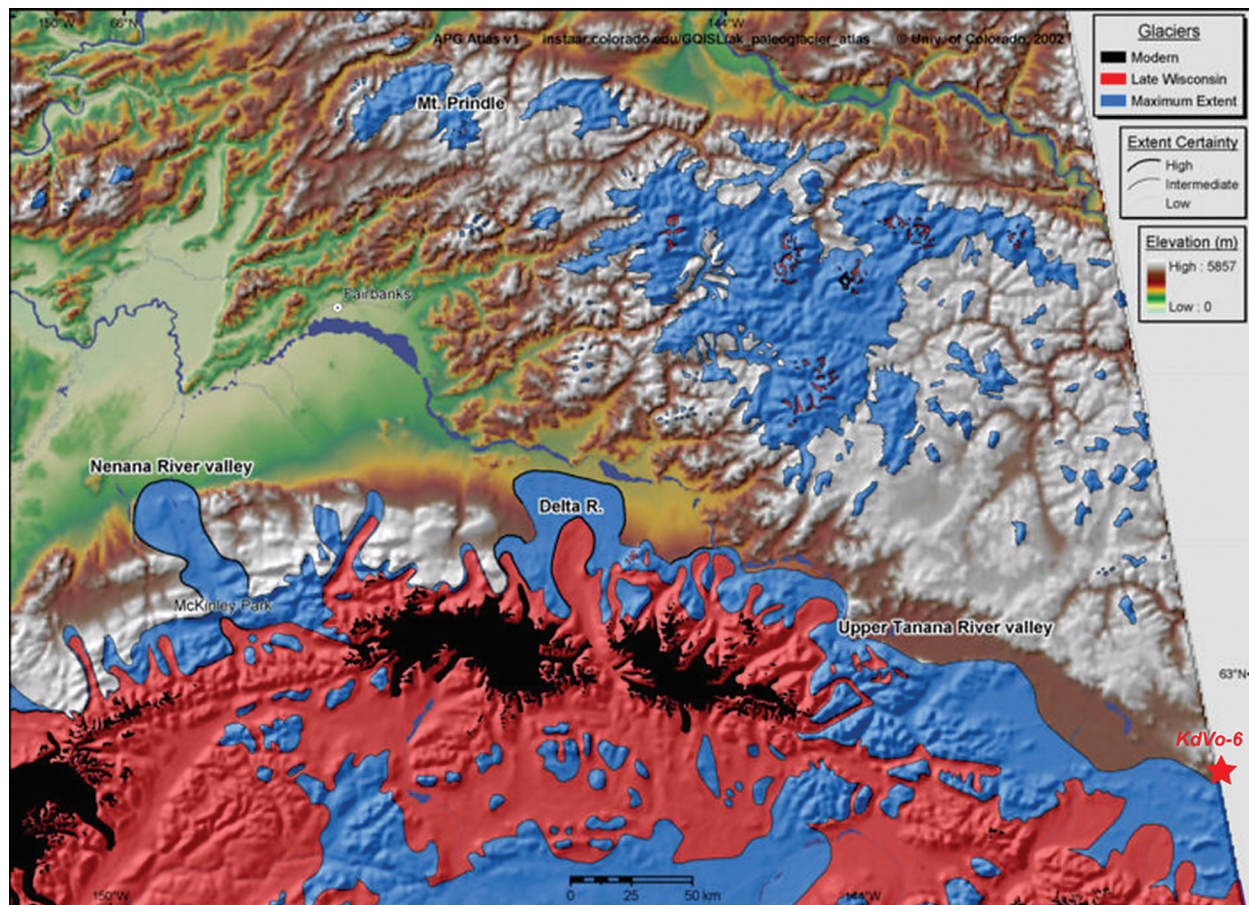 150°W
66°N
144°W
APG Atlas v1 instaar.colorado.edu/GQISL/ak_paleoglacier_atlas © Univ. of Colorado, 2002
Glaciers
Modern
Late Wisconsin
Maximum Extent
Extent Certainty
High
Intermediate
Low
Elevation (m)
High : 5857
Low : 0
Mt. Prindle
Fairbanks
Nenana River valley
Delta R.
McKinley Park
Upper Tanana River valley
63°N
KdVo-6
150°W
144°W
0 25 50 km